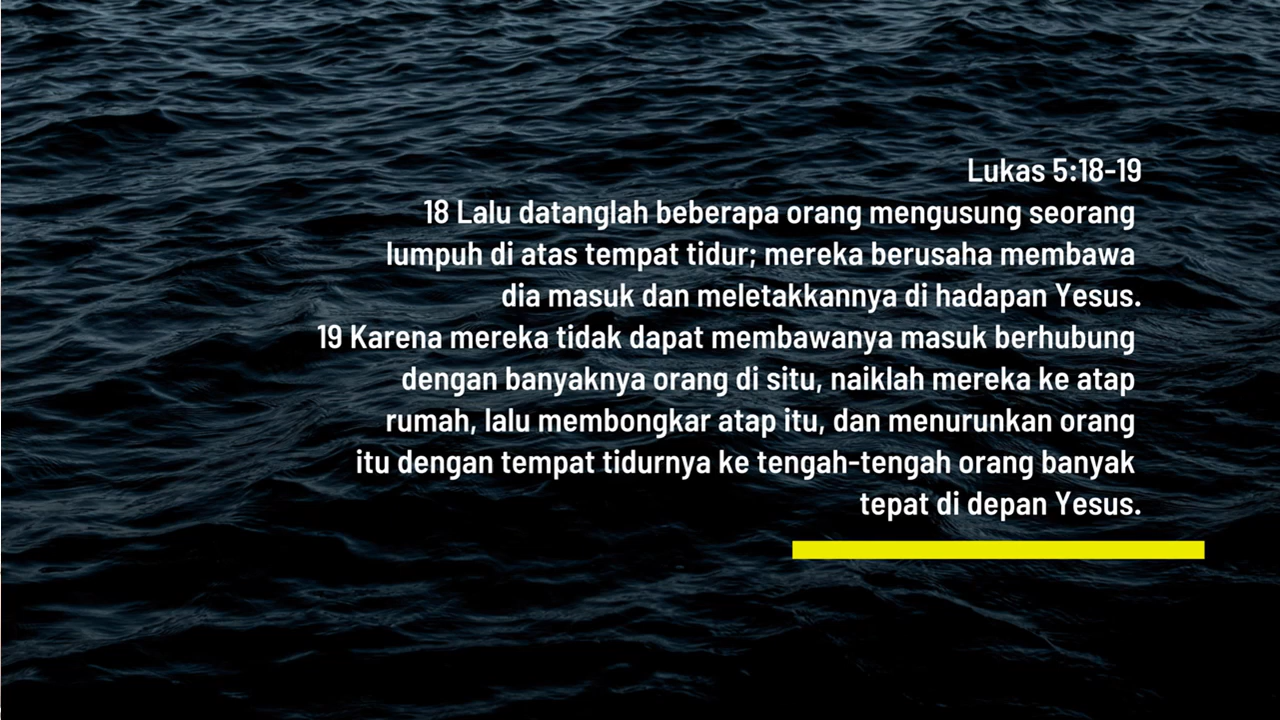 Lukas 5:18-19
18 Lalu datanglah beberapa orang mengusung seorang
lumpuh di atas tempat tidur; mereka berusaha membawa
dia masuk dan meletakkannya di hadapan Yesus.
19 Karena mereka tidak dapat membawanya masuk berhubung
dengan banyaknya orang di situ, naiklah mereka ke atap
rumah, lalu membongkar atap itu, dan menurunkan orang
itu dengan tempat tidurnya ke tengah-tengah orang banyak
tepat di depan Yesus.